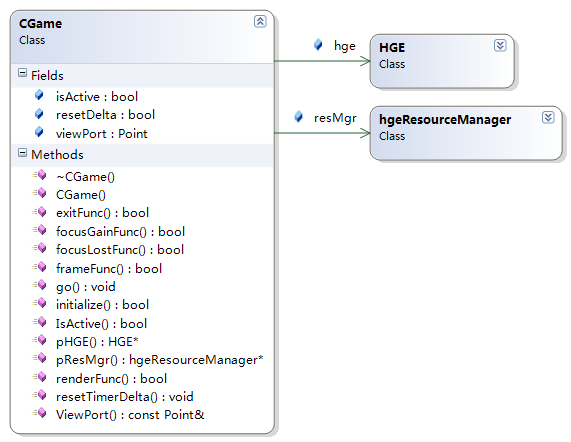 CGame
Class
Fields
isActive : bool
resetDelta : bool
viewPort : Point
Methods
~CGame()
CGame()
exitFunc() : bool
focusGainFunc() : bool
focusLostFunc() : bool
frameFunc() : bool
go() : void
initialize() : bool
IsActive() : bool
pHGE() : HGE*
pResMgr() : hgeResourceManager*
renderFunc() : bool
resetTimerDelta() : void
ViewPort() : const Point&
hge
HGE
Class
resMgr
hgeResourceManager
Class